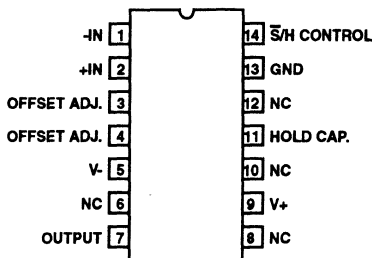 -IN 1 14 S̅/H CONTROL
+IN 2 13 GND
OFFSET ADJ. 3 12 NC
OFFSET ADJ. 4 11 HOLD CAP.
V- 5 10 NC
NC 6 9 V+
OUTPUT 7 8 NC